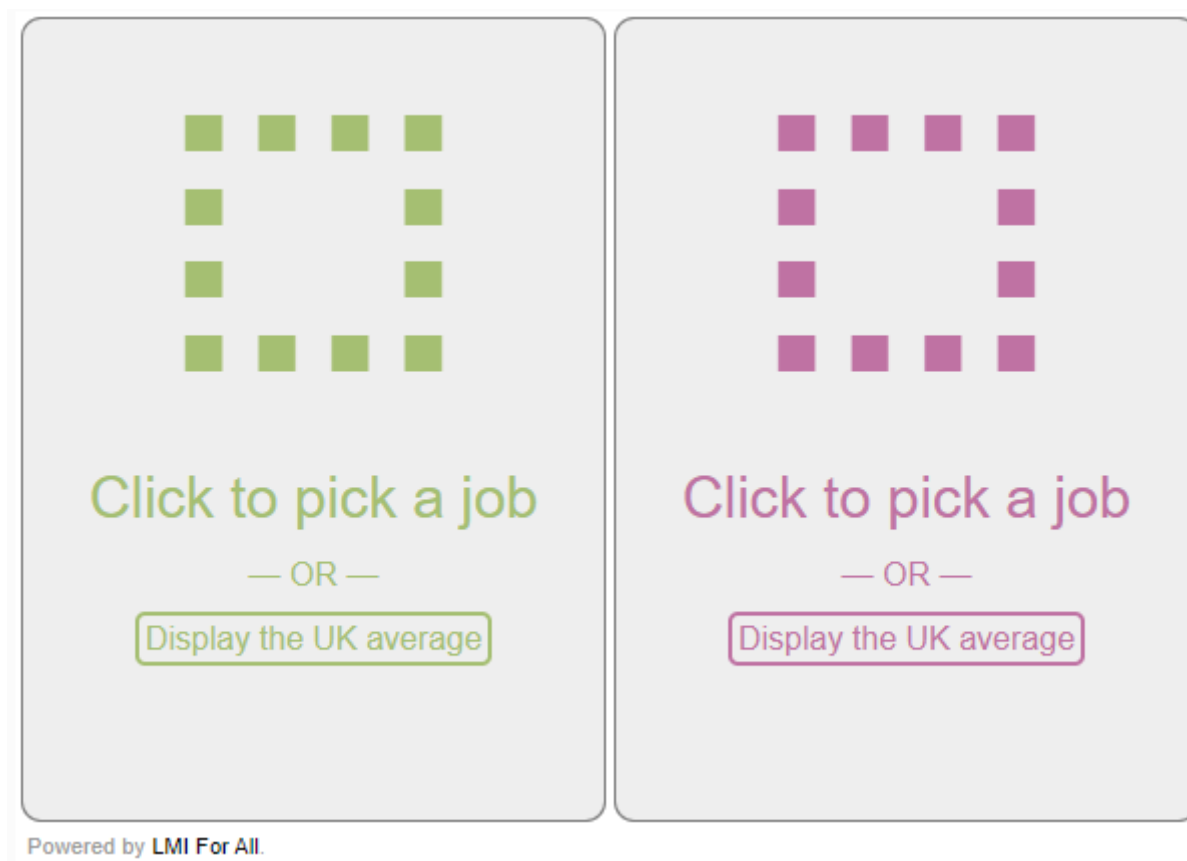 Click to pick a job
— OR —
Display the UK average
Click to pick a job
— OR —
Display the UK average
Powered by LMI For All.